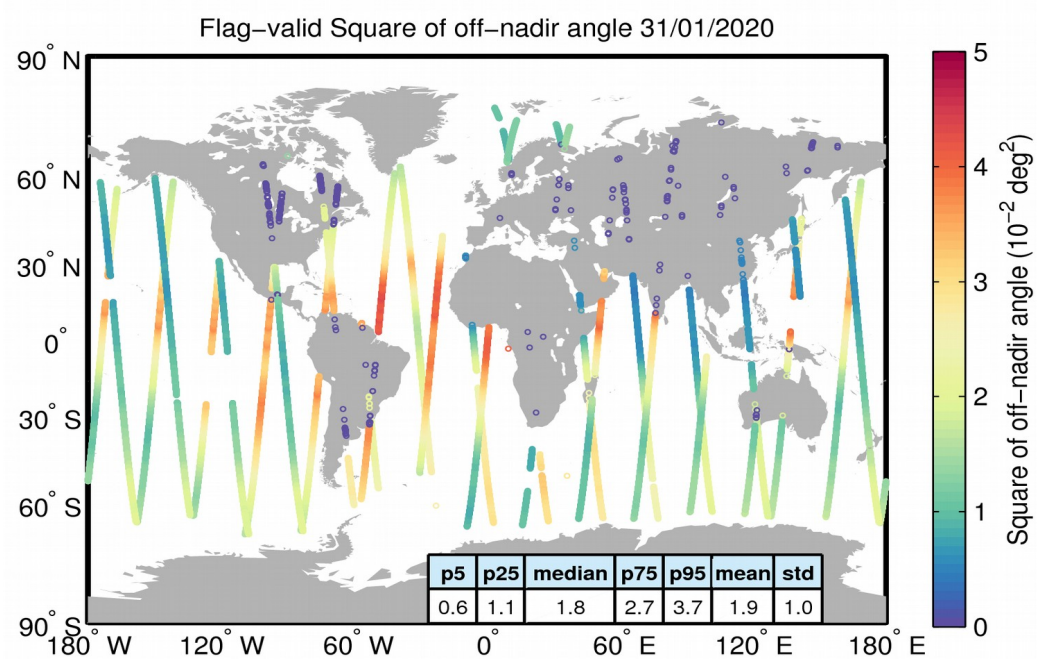 Flag−valid Square of off−nadir angle 31/01/2020
90° N
60° N
30° N
0°
30° S
60° S
90° S
180° W
120° W
60° W
0°
60° E
120° E
180° E
p5 p25 median p75 p95 mean std
0.6 1.1 1.8 2.7 3.7 1.9 1.0
5
4
3
2
1
0
Square of off−nadir angle (10⁻² deg²)